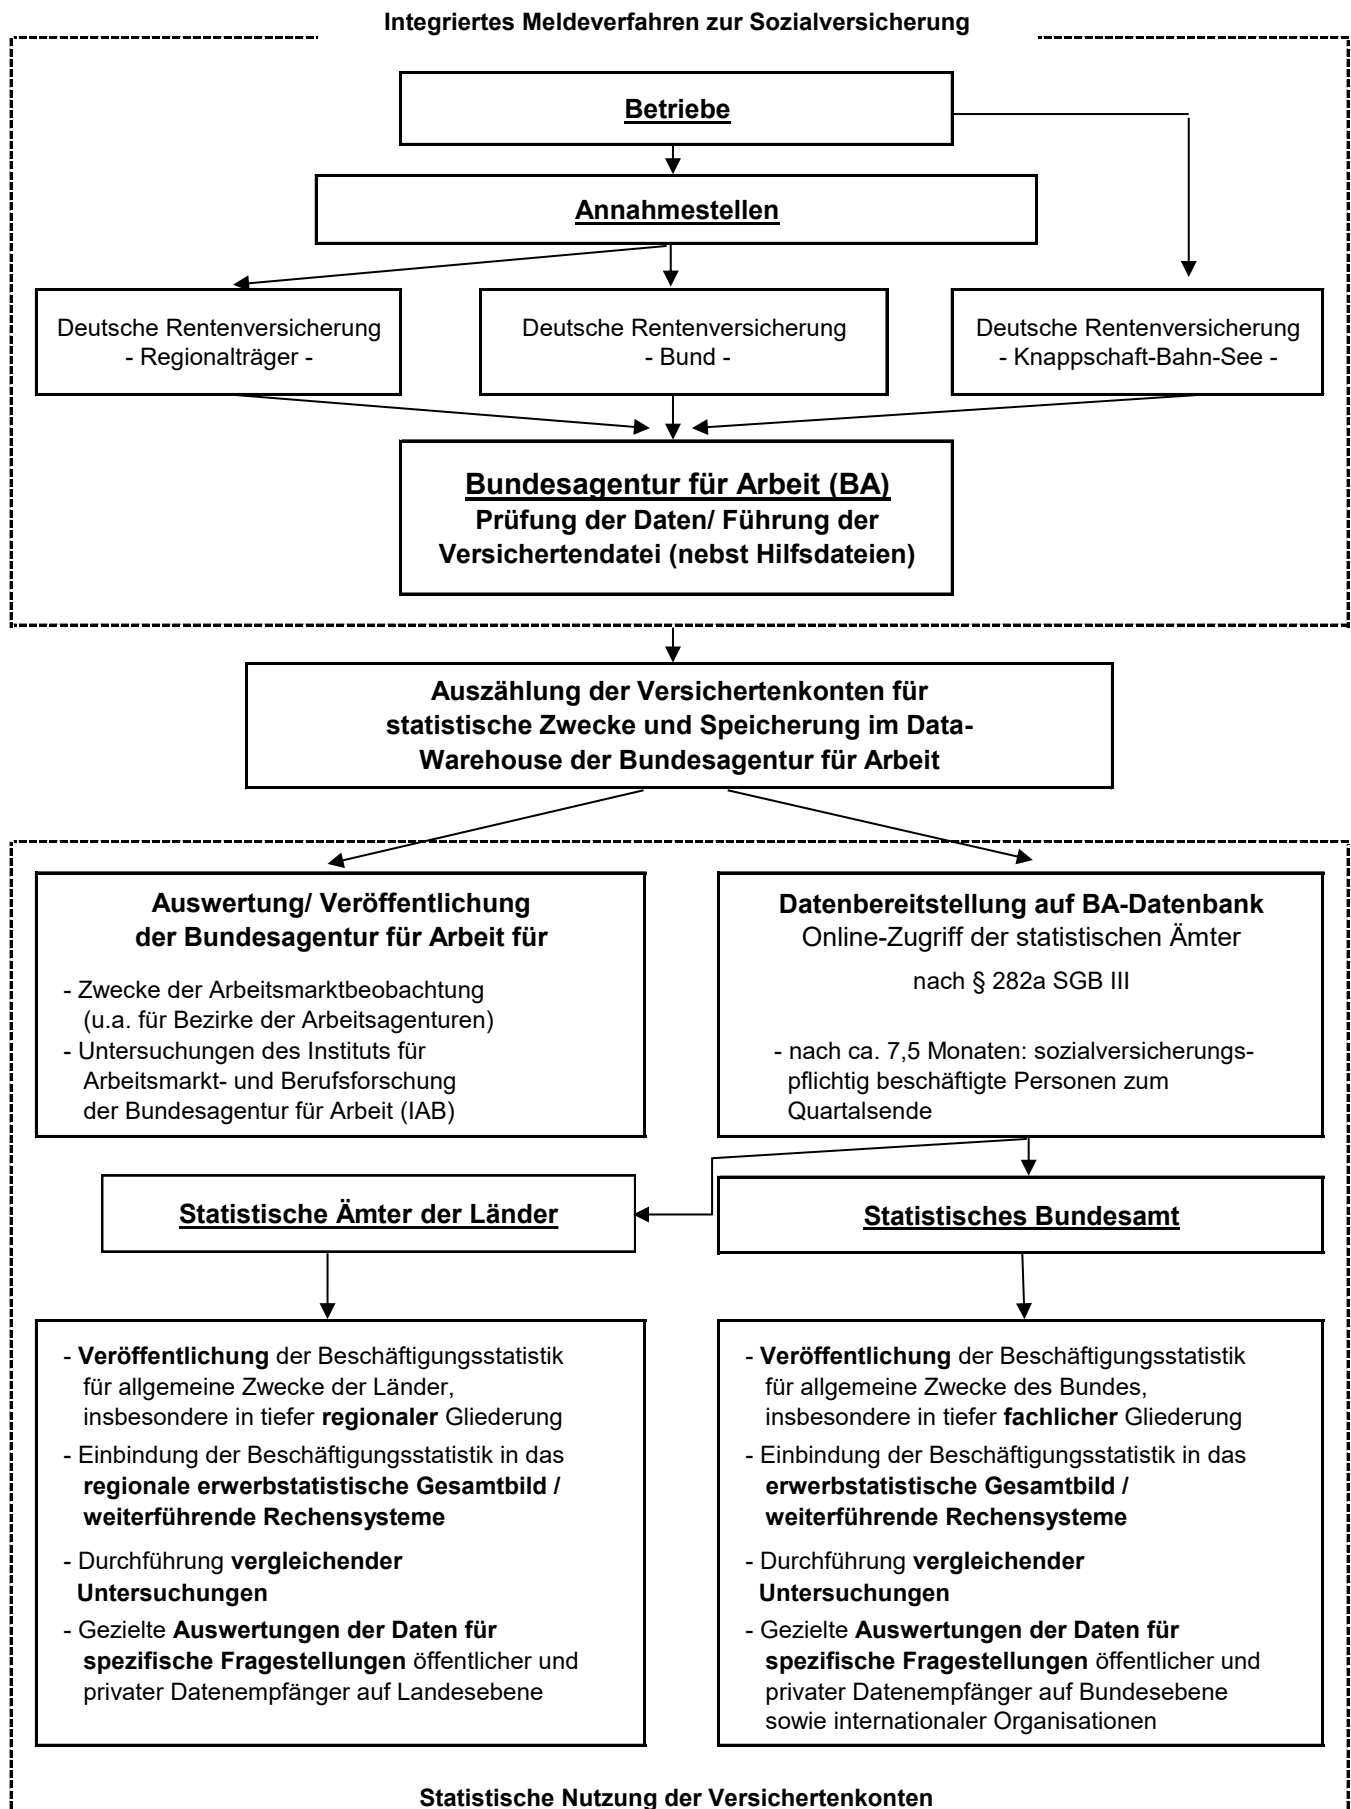 Integriertes Meldeverfahren zur Sozialversicherung
Betriebe
Annahmestellen
Deutsche Rentenversicherung
- Regionalträger -
Deutsche Rentenversicherung
- Bund -
Deutsche Rentenversicherung
- Knappschaft-Bahn-See -
Bundesagentur für Arbeit (BA)
Prüfung der Daten/ Führung der
Versichertendatei (nebst Hilfsdateien)
Auszählung der Versichertenkonten für
statistische Zwecke und Speicherung im Data-
Warehouse der Bundesagentur für Arbeit
Auswertung/ Veröffentlichung
der Bundesagentur für Arbeit für
- Zwecke der Arbeitsmarktbeobachtung
(u.a. für Bezirke der Arbeitsagenturen)
- Untersuchungen des Instituts für
Arbeitsmarkt- und Berufsforschung
der Bundesagentur für Arbeit (IAB)
Datenbereitstellung auf BA-Datenbank
Online-Zugriff der statistischen Ämter
nach § 282a SGB III
- nach ca. 7,5 Monaten: sozialversicherungs-
pflichtig beschäftigte Personen zum
Quartalsende
Statistische Ämter der Länder
Statistisches Bundesamt
- Veröffentlichung der Beschäftigungsstatistik
für allgemeine Zwecke der Länder,
insbesondere in tiefer regionaler Gliederung
- Einbindung der Beschäftigungsstatistik in das
regionale erwerbstatistische Gesamtbild /
weiterführende Rechensysteme
- Durchführung vergleichender
Untersuchungen
- Gezielte Auswertungen der Daten für
spezifische Fragestellungen öffentlicher und
privater Datenempfänger auf Landesebene
- Veröffentlichung der Beschäftigungsstatistik
für allgemeine Zwecke des Bundes,
insbesondere in tiefer fachlicher Gliederung
- Einbindung der Beschäftigungsstatistik in das
erwerbstatistische Gesamtbild /
weiterführende Rechensysteme
- Durchführung vergleichender
Untersuchungen
- Gezielte Auswertungen der Daten für
spezifische Fragestellungen öffentlicher und
privater Datenempfänger auf Bundesebene
sowie internationaler Organisationen
Statistische Nutzung der Versichertenkonten